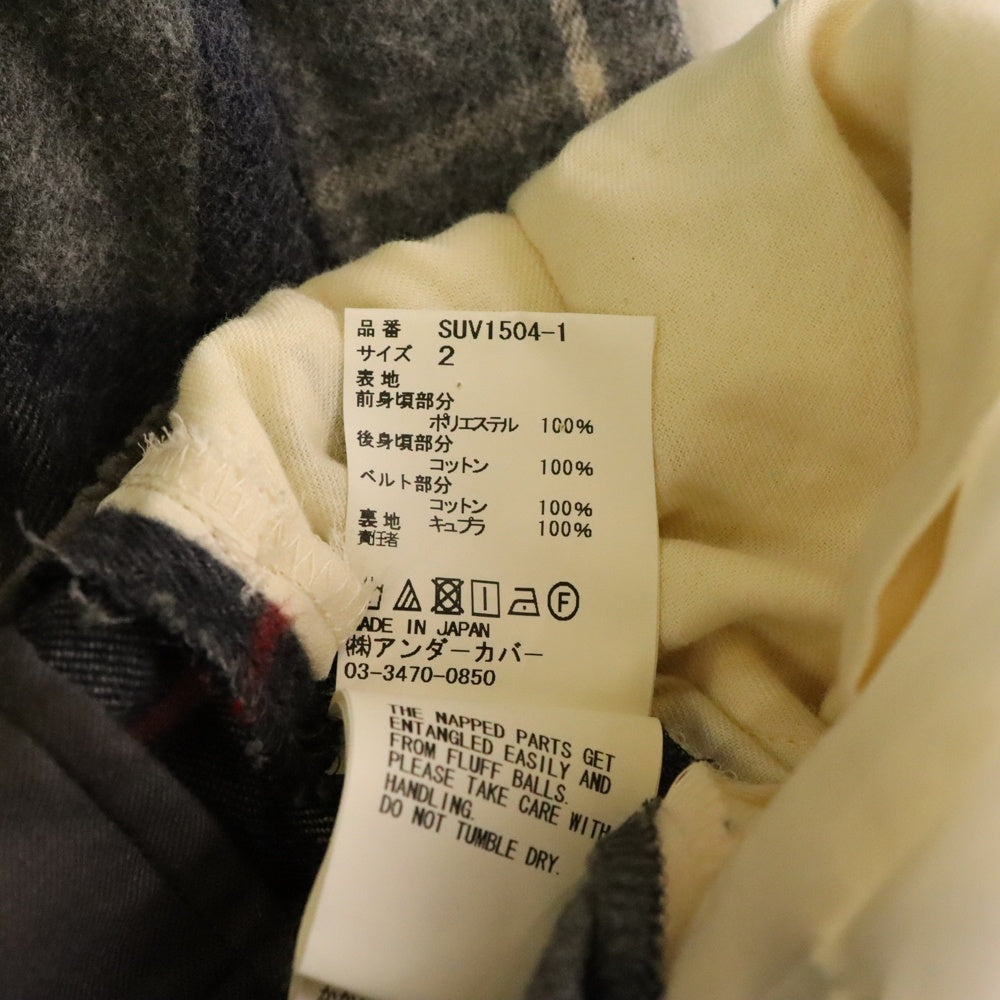 品番 SUV1504-1
サイズ 2
表地
前身頃部分
ポリエステル 100%
後身頃部分
コットン 100%
ベルト部分
コットン 100%
裏地 キュプラ 100%
責任者
F
MADE IN JAPAN
(株)アンダーカバー
03-3470-0850
THE NAPPED PARTS GET
ENTANGLED EASILY AND
FROM FLUFF BALLS.
PLEASE TAKE CARE WITH
HANDLING.
DO NOT TUMBLE DRY.